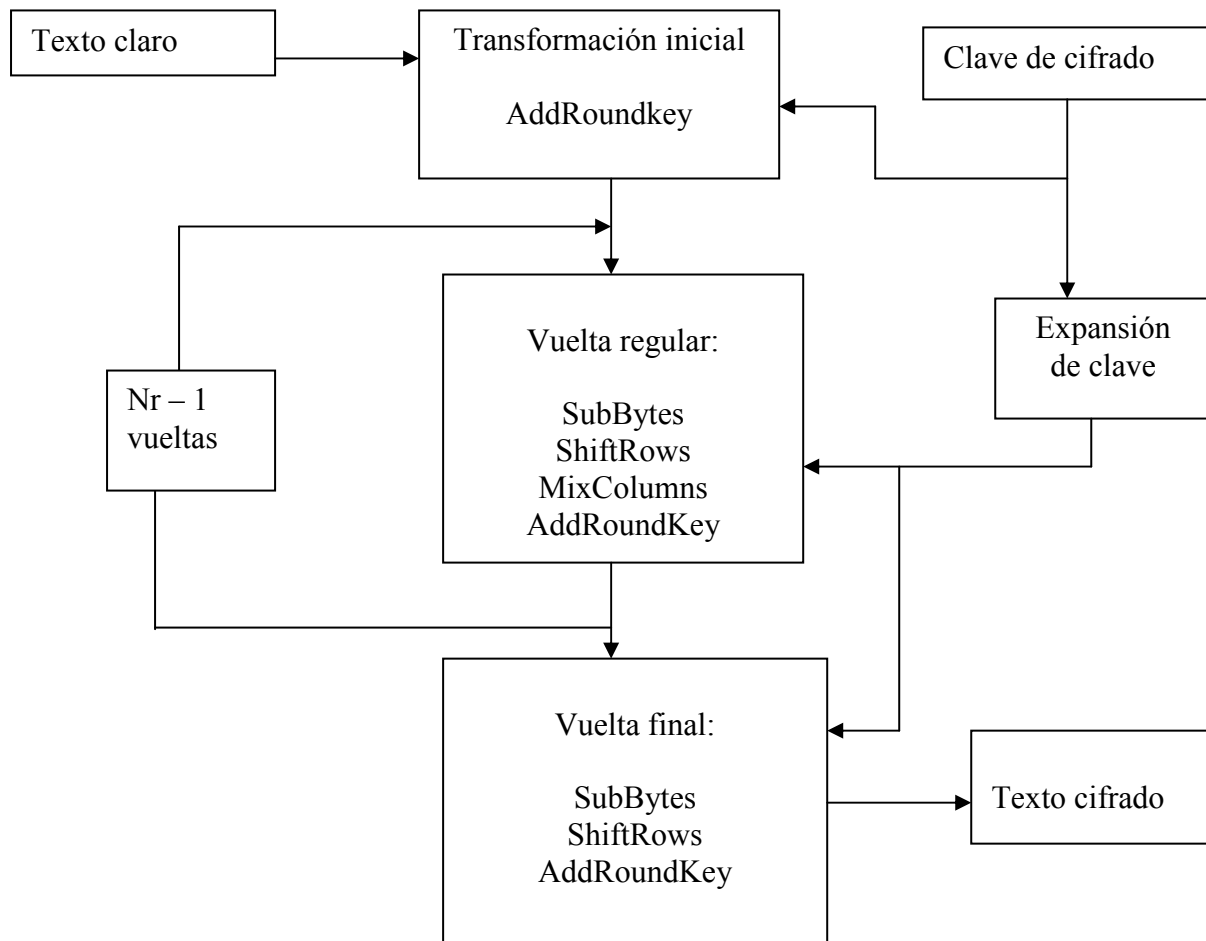 Texto claro
Transformación inicial
AddRoundkey
Clave de cifrado
Expansión
de clave
Nr – 1
vueltas
Vuelta regular:
SubBytes
ShiftRows
MixColumns
AddRoundKey
Vuelta final:
SubBytes
ShiftRows
AddRoundKey
Texto cifrado